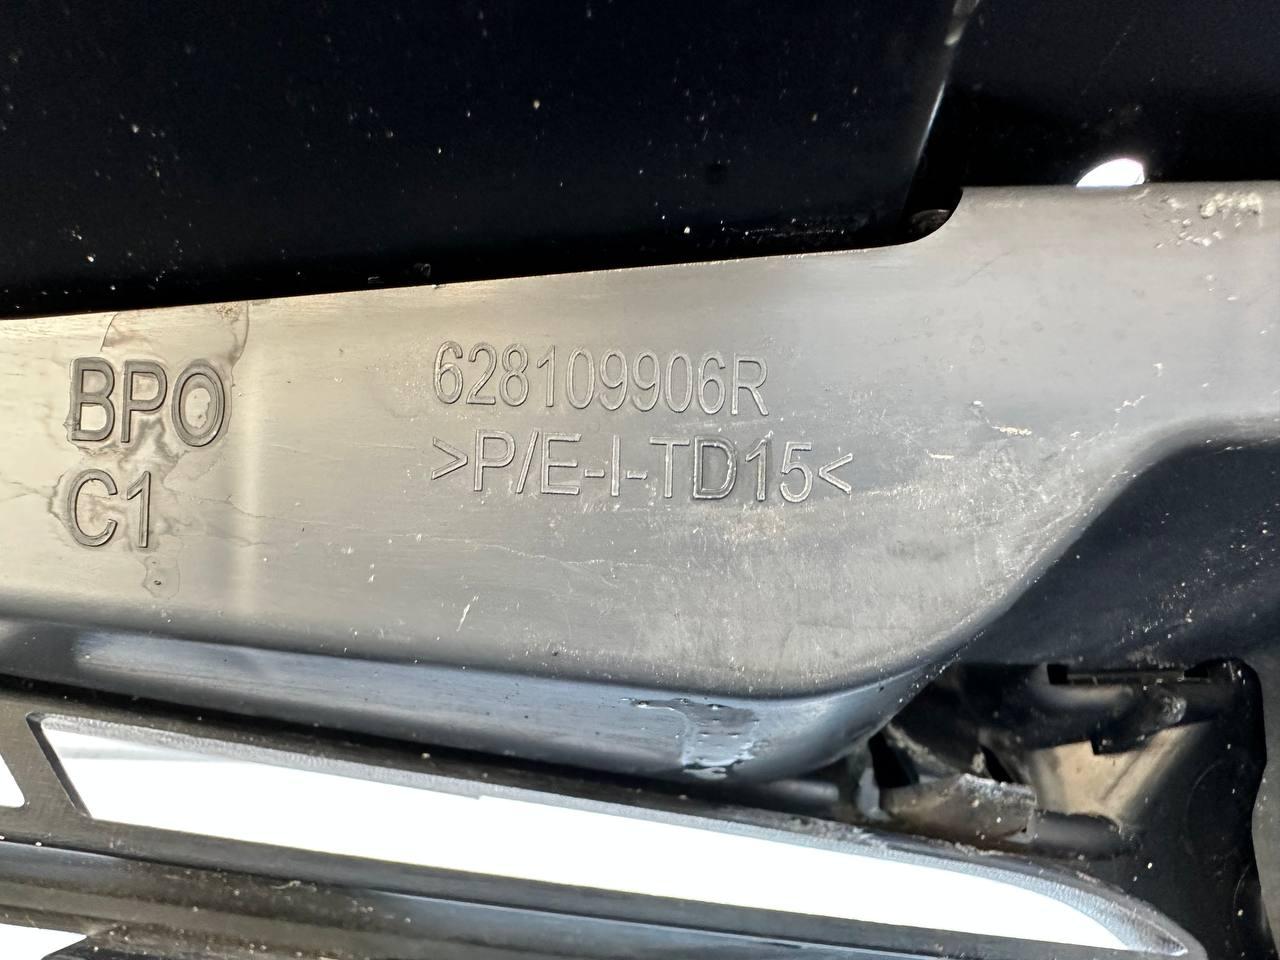 BPO
C1
628109906R
>P/E-I-TD15<